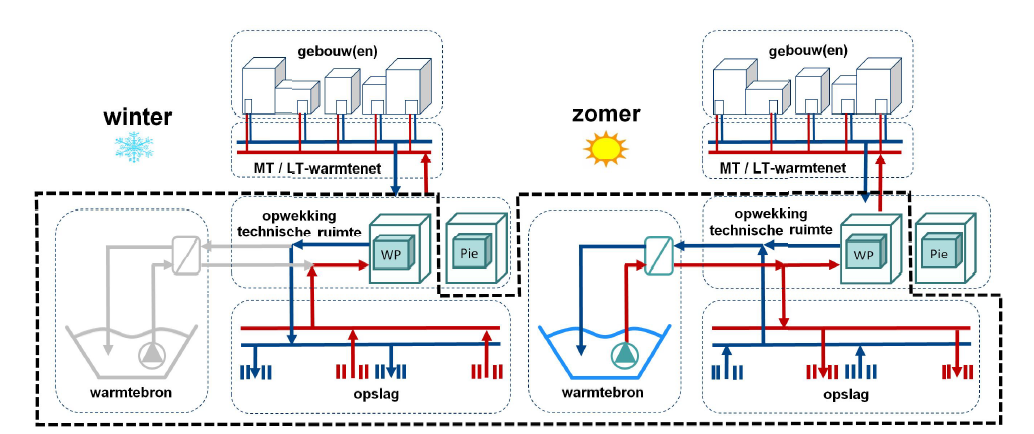 winter
gebouw(en)
MT / LT-warmtenet
opwekking
technische ruimte
WP
Pie
warmtebron
opslag
zomer
gebouw(en)
MT / LT-warmtenet
opwekking
technische ruimte
WP
Pie
warmtebron
opslag